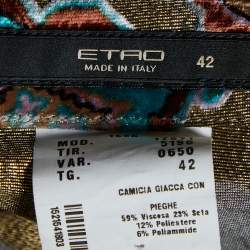 ETRO
MADE IN ITALY
42
MOD. 5198
TIR. 0650
VAR.
TG. 42
CAMICIA GIACCA CON
PIEGHE
59% Viscosa 23% Seta
12% Poliestere
6% Poliammide